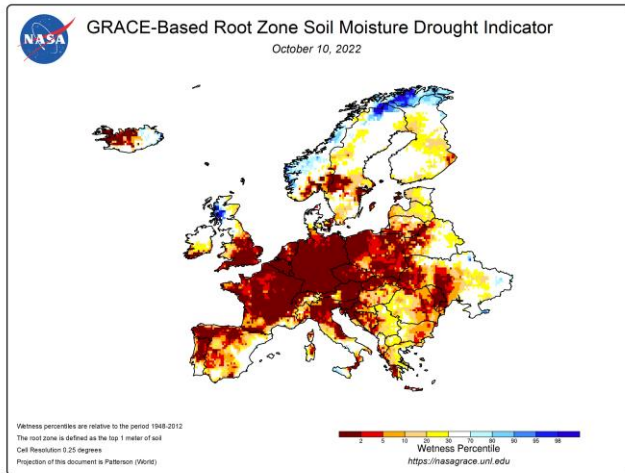 NASA
GRACE-Based Root Zone Soil Moisture Drought Indicator
October 10, 2022
Wetness percentiles are relative to the period 1948-2012
The root zone is defined as the top 1 meter of soil
Cell Resolution 0.25 degrees
Projection of this document is Patterson (World)
2 5 10 20 30 70 80 90 95 98
Wetness Percentile
https://nasagrace.unl.edu